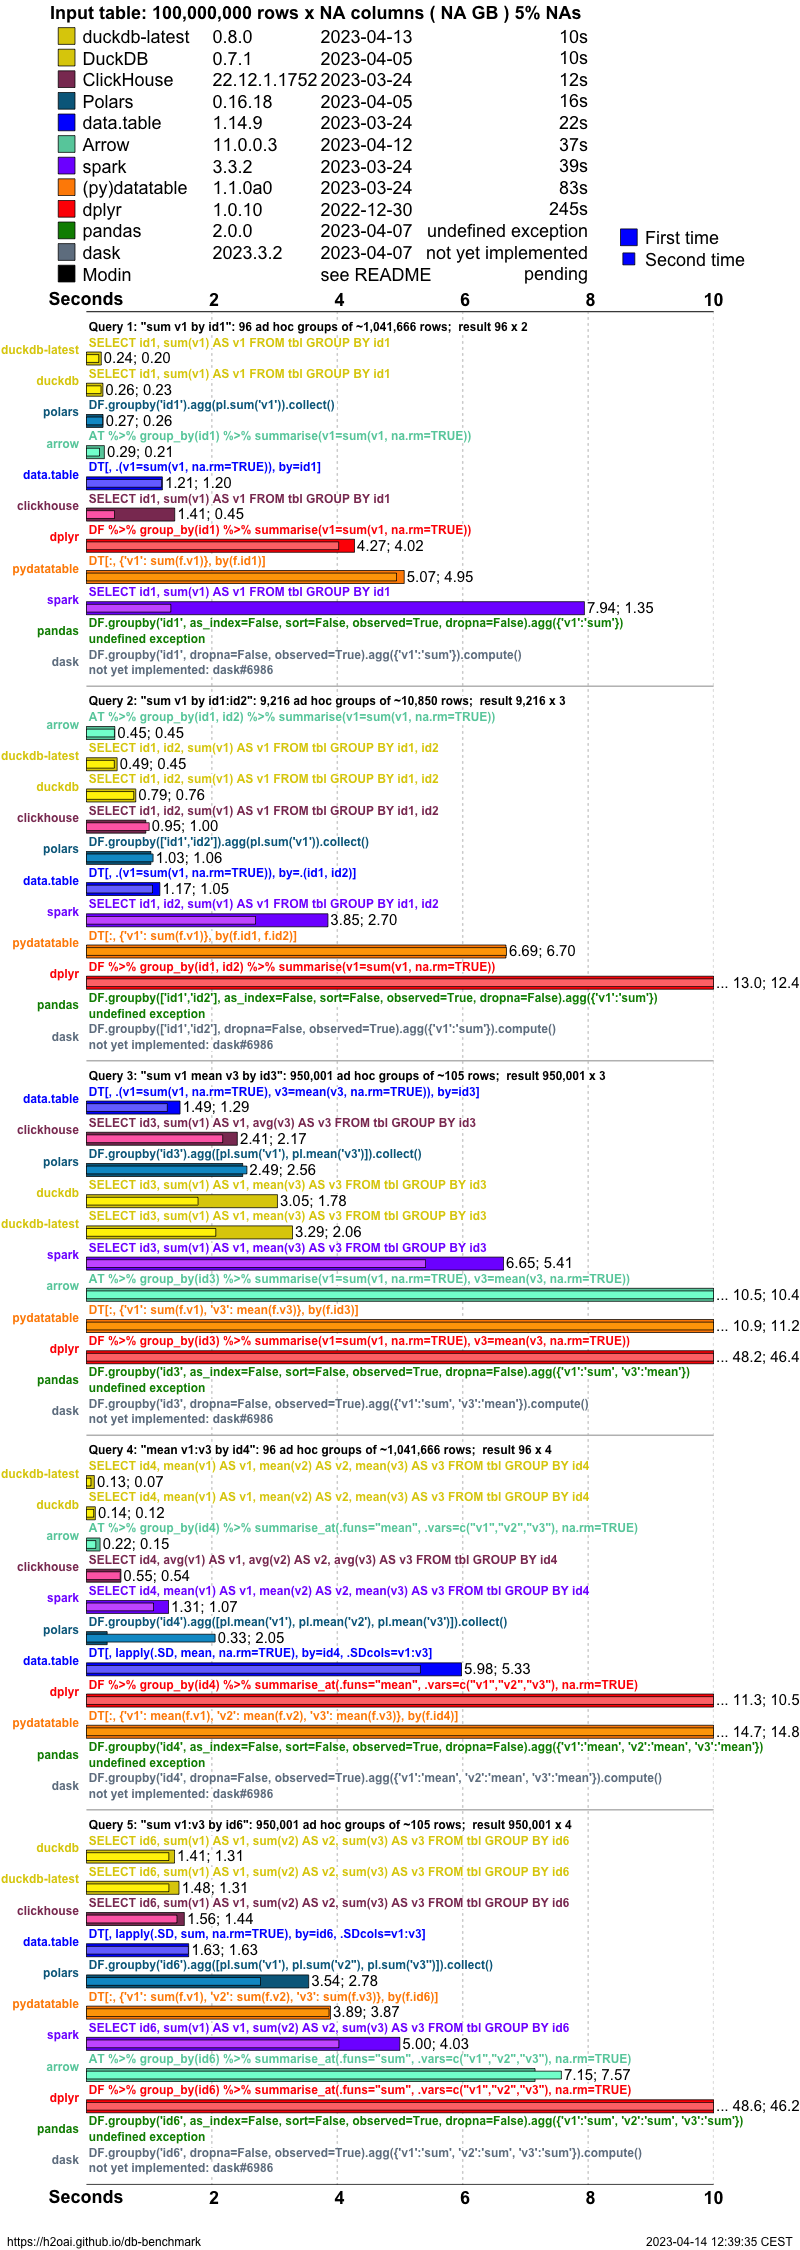 Input table: 100,000,000 rows x NA columns ( NA GB ) 5% NAs
duckdb-latest 0.8.0 2023-04-13 10s
DuckDB 0.7.1 2023-04-05 10s
ClickHouse 22.12.1.1752 2023-03-24 12s
Polars 0.16.18 2023-04-05 16s
data.table 1.14.9 2023-03-24 22s
Arrow 11.0.0.3 2023-04-12 37s
spark 3.3.2 2023-03-24 39s
(py)datatable 1.1.0a0 2023-03-24 83s
dplyr 1.0.10 2022-12-30 245s
pandas 2.0.0 2023-04-07 undefined exception
dask 2023.3.2 2023-04-07 not yet implemented
Modin see README pending
First time
Second time
Seconds 2 4 6 8 10
Query 1: "sum v1 by id1": 96 ad hoc groups of ~1,041,666 rows; result 96 x 2
SELECT id1, sum(v1) AS v1 FROM tbl GROUP BY id1
duckdb-latest 0.24; 0.20
SELECT id1, sum(v1) AS v1 FROM tbl GROUP BY id1
duckdb 0.26; 0.23
DF.groupby('id1').agg(pl.sum('v1')).collect()
polars 0.27; 0.26
AT %>% group_by(id1) %>% summarise(v1=sum(v1, na.rm=TRUE))
arrow 0.29; 0.21
DT[, .(v1=sum(v1, na.rm=TRUE)), by=id1]
data.table 1.21; 1.20
SELECT id1, sum(v1) AS v1 FROM tbl GROUP BY id1
clickhouse 1.41; 0.45
DF %>% group_by(id1) %>% summarise(v1=sum(v1, na.rm=TRUE))
dplyr 4.27; 4.02
DT[:, {'v1': sum(f.v1)}, by(f.id1)]
pydatatable 5.07; 4.95
SELECT id1, sum(v1) AS v1 FROM tbl GROUP BY id1
spark 7.94; 1.35
DF.groupby('id1', as_index=False, sort=False, observed=True, dropna=False).agg({'v1':'sum'})
pandas undefined exception
DF.groupby('id1', dropna=False, observed=True).agg({'v1':'sum'}).compute()
dask not yet implemented: dask#6986
Query 2: "sum v1 by id1:id2": 9,216 ad hoc groups of ~10,850 rows; result 9,216 x 3
AT %>% group_by(id1, id2) %>% summarise(v1=sum(v1, na.rm=TRUE))
arrow 0.45; 0.45
SELECT id1, id2, sum(v1) AS v1 FROM tbl GROUP BY id1, id2
duckdb-latest 0.49; 0.45
SELECT id1, id2, sum(v1) AS v1 FROM tbl GROUP BY id1, id2
duckdb 0.79; 0.76
SELECT id1, id2, sum(v1) AS v1 FROM tbl GROUP BY id1, id2
clickhouse 0.95; 1.00
DF.groupby(['id1','id2']).agg(pl.sum('v1')).collect()
polars 1.03; 1.06
DT[, .(v1=sum(v1, na.rm=TRUE)), by=.(id1, id2)]
data.table 1.17; 1.05
SELECT id1, id2, sum(v1) AS v1 FROM tbl GROUP BY id1, id2
spark 3.85; 2.70
DT[:, {'v1': sum(f.v1)}, by(f.id1, f.id2)]
pydatatable 6.69; 6.70
DF %>% group_by(id1, id2) %>% summarise(v1=sum(v1, na.rm=TRUE))
dplyr ... 13.0; 12.4
DF.groupby(['id1','id2'], as_index=False, sort=False, observed=True, dropna=False).agg({'v1':'sum'})
pandas undefined exception
DF.groupby(['id1','id2'], dropna=False, observed=True).agg({'v1':'sum'}).compute()
dask not yet implemented: dask#6986
Query 3: "sum v1 mean v3 by id3": 950,001 ad hoc groups of ~105 rows; result 950,001 x 3
DT[, .(v1=sum(v1, na.rm=TRUE), v3=mean(v3, na.rm=TRUE)), by=id3]
data.table 1.49; 1.29
SELECT id3, sum(v1) AS v1, avg(v3) AS v3 FROM tbl GROUP BY id3
clickhouse 2.41; 2.17
DF.groupby('id3').agg([pl.sum('v1'), pl.mean('v3')]).collect()
polars 2.49; 2.56
SELECT id3, sum(v1) AS v1, mean(v3) AS v3 FROM tbl GROUP BY id3
duckdb 3.05; 1.78
SELECT id3, sum(v1) AS v1, mean(v3) AS v3 FROM tbl GROUP BY id3
duckdb-latest 3.29; 2.06
SELECT id3, sum(v1) AS v1, mean(v3) AS v3 FROM tbl GROUP BY id3
spark 6.65; 5.41
AT %>% group_by(id3) %>% summarise(v1=sum(v1, na.rm=TRUE), v3=mean(v3, na.rm=TRUE))
arrow ... 10.5; 10.4
DT[:, {'v1': sum(f.v1), 'v3': mean(f.v3)}, by(f.id3)]
pydatatable ... 10.9; 11.2
DF %>% group_by(id3) %>% summarise(v1=sum(v1, na.rm=TRUE), v3=mean(v3, na.rm=TRUE))
dplyr ... 48.2; 46.4
DF.groupby('id3', as_index=False, sort=False, observed=True, dropna=False).agg({'v1':'sum', 'v3':'mean'})
pandas undefined exception
DF.groupby('id3', dropna=False, observed=True).agg({'v1':'sum', 'v3':'mean'}).compute()
dask not yet implemented: dask#6986
Query 4: "mean v1:v3 by id4": 96 ad hoc groups of ~1,041,666 rows; result 96 x 4
SELECT id4, mean(v1) AS v1, mean(v2) AS v2, mean(v3) AS v3 FROM tbl GROUP BY id4
duckdb-latest 0.13; 0.07
SELECT id4, mean(v1) AS v1, mean(v2) AS v2, mean(v3) AS v3 FROM tbl GROUP BY id4
duckdb 0.14; 0.12
AT %>% group_by(id4) %>% summarise_at(.funs="mean", .vars=c("v1","v2","v3"), na.rm=TRUE)
arrow 0.22; 0.15
SELECT id4, avg(v1) AS v1, avg(v2) AS v2, avg(v3) AS v3 FROM tbl GROUP BY id4
clickhouse 0.55; 0.54
SELECT id4, mean(v1) AS v1, mean(v2) AS v2, mean(v3) AS v3 FROM tbl GROUP BY id4
spark 1.31; 1.07
DF.groupby('id4').agg([pl.mean('v1'), pl.mean('v2'), pl.mean('v3')]).collect()
polars 0.33; 2.05
DT[, lapply(.SD, mean, na.rm=TRUE), by=id4, .SDcols=v1:v3]
data.table 5.98; 5.33
DF %>% group_by(id4) %>% summarise_at(.funs="mean", .vars=c("v1","v2","v3"), na.rm=TRUE)
dplyr ... 11.3; 10.5
DT[:, {'v1': mean(f.v1), 'v2': mean(f.v2), 'v3': mean(f.v3)}, by(f.id4)]
pydatatable ... 14.7; 14.8
DF.groupby('id4', as_index=False, sort=False, observed=True, dropna=False).agg({'v1':'mean', 'v2':'mean', 'v3':'mean'})
pandas undefined exception
DF.groupby('id4', dropna=False, observed=True).agg({'v1':'mean', 'v2':'mean', 'v3':'mean'}).compute()
dask not yet implemented: dask#6986
Query 5: "sum v1:v3 by id6": 950,001 ad hoc groups of ~105 rows; result 950,001 x 4
SELECT id6, sum(v1) AS v1, sum(v2) AS v2, sum(v3) AS v3 FROM tbl GROUP BY id6
duckdb 1.41; 1.31
SELECT id6, sum(v1) AS v1, sum(v2) AS v2, sum(v3) AS v3 FROM tbl GROUP BY id6
duckdb-latest 1.48; 1.31
SELECT id6, sum(v1) AS v1, sum(v2) AS v2, sum(v3) AS v3 FROM tbl GROUP BY id6
clickhouse 1.56; 1.44
DT[, lapply(.SD, sum, na.rm=TRUE), by=id6, .SDcols=v1:v3]
data.table 1.63; 1.63
DF.groupby('id6').agg([pl.sum('v1'), pl.sum('v2"), pl.sum('v3'')]).collect()
polars 3.54; 2.78
DT[:, {'v1': sum(f.v1), 'v2': sum(f.v2), 'v3': sum(f.v3)}, by(f.id6)]
pydatatable 3.89; 3.87
SELECT id6, sum(v1) AS v1, sum(v2) AS v2, sum(v3) AS v3 FROM tbl GROUP BY id6
spark 5.00; 4.03
AT %>% group_by(id6) %>% summarise_at(.funs="sum", .vars=c("v1","v2","v3"), na.rm=TRUE)
arrow 7.15; 7.57
DF %>% group_by(id6) %>% summarise_at(.funs="sum", .vars=c("v1","v2","v3"), na.rm=TRUE)
dplyr ... 48.6; 46.2
DF.groupby('id6', as_index=False, sort=False, observed=True, dropna=False).agg({'v1':'sum', 'v2':'sum', 'v3':'sum'})
pandas undefined exception
DF.groupby('id6', dropna=False, observed=True).agg({'v1':'sum', 'v2':'sum', 'v3':'sum'}).compute()
dask not yet implemented: dask#6986
Seconds 2 4 6 8 10
https://h2oai.github.io/db-benchmark 2023-04-14 12:39:35 CEST